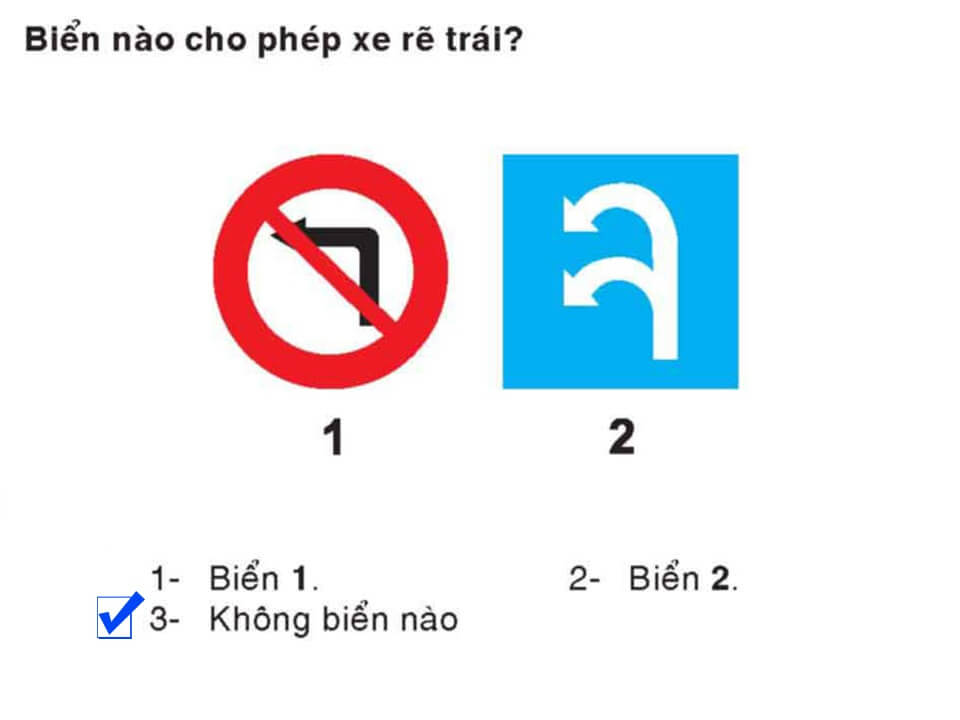 Biển nào cho phép xe rẽ trái?
1 2
1- Biển 1. 2- Biển 2.
3- Không biển nào